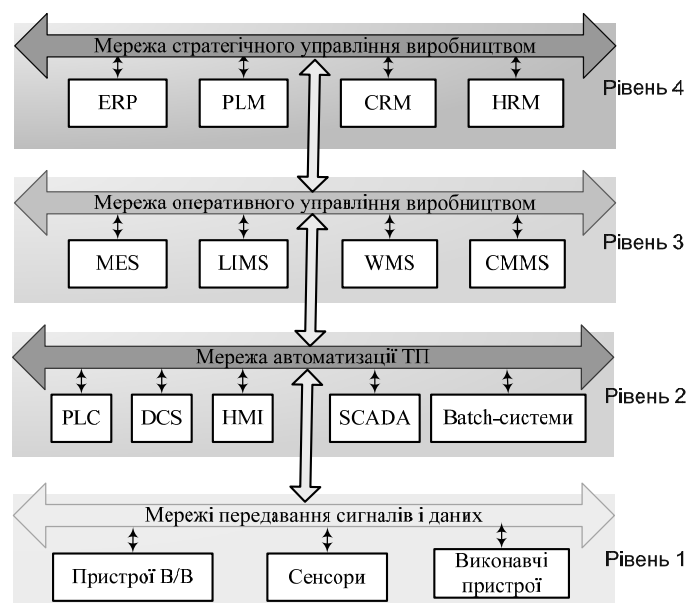 Мережа стратегічного управління виробництвом
ERP
PLM
CRM
HRM
Рівень 4
Мережа оперативного управління виробництвом
MES
LIMS
WMS
CMMS
Рівень 3
Мережа автоматизації ТП
PLC
DCS
HMI
SCADA
Batch-системи
Рівень 2
Мережі передавання сигналів і даних
Пристрої В/В
Сенсори
Виконавчі
пристрої
Рівень 1